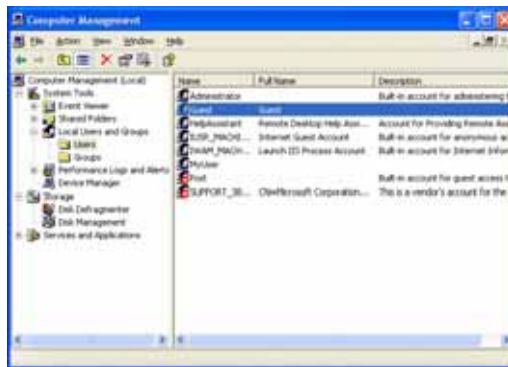 Computer Management
File Action View Window Help
Computer Management (Local)
System Tools
Event Viewer
Shared Folders
Local Users and Groups
Users
Groups
Performance Logs and Alerts
Device Manager
Storage
Disk Defragmenter
Disk Management
Services and Applications
Name Full Name Description
Administrator Built-in account for administering
Guest Guest
HelpAssistant Remote Desktop Help Assi... Account for Providing Remote Ass
IUSR_MACHI... Internet Guest Account Built-in account for anonymous ac
IWAM_MACH... Launch IIS Process Account Built-in account for Internet Infor
MyUser
Built-in account for guest access
SUPPORT_38... CN=Microsoft Corporation... This is a vendor's account for the